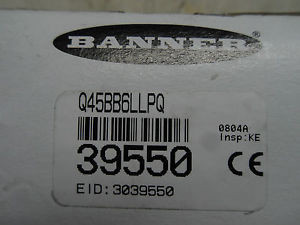 BANNER
Q45BB6LLPQ
0804A
Insp:KE
39550
CE
EID: 3039550